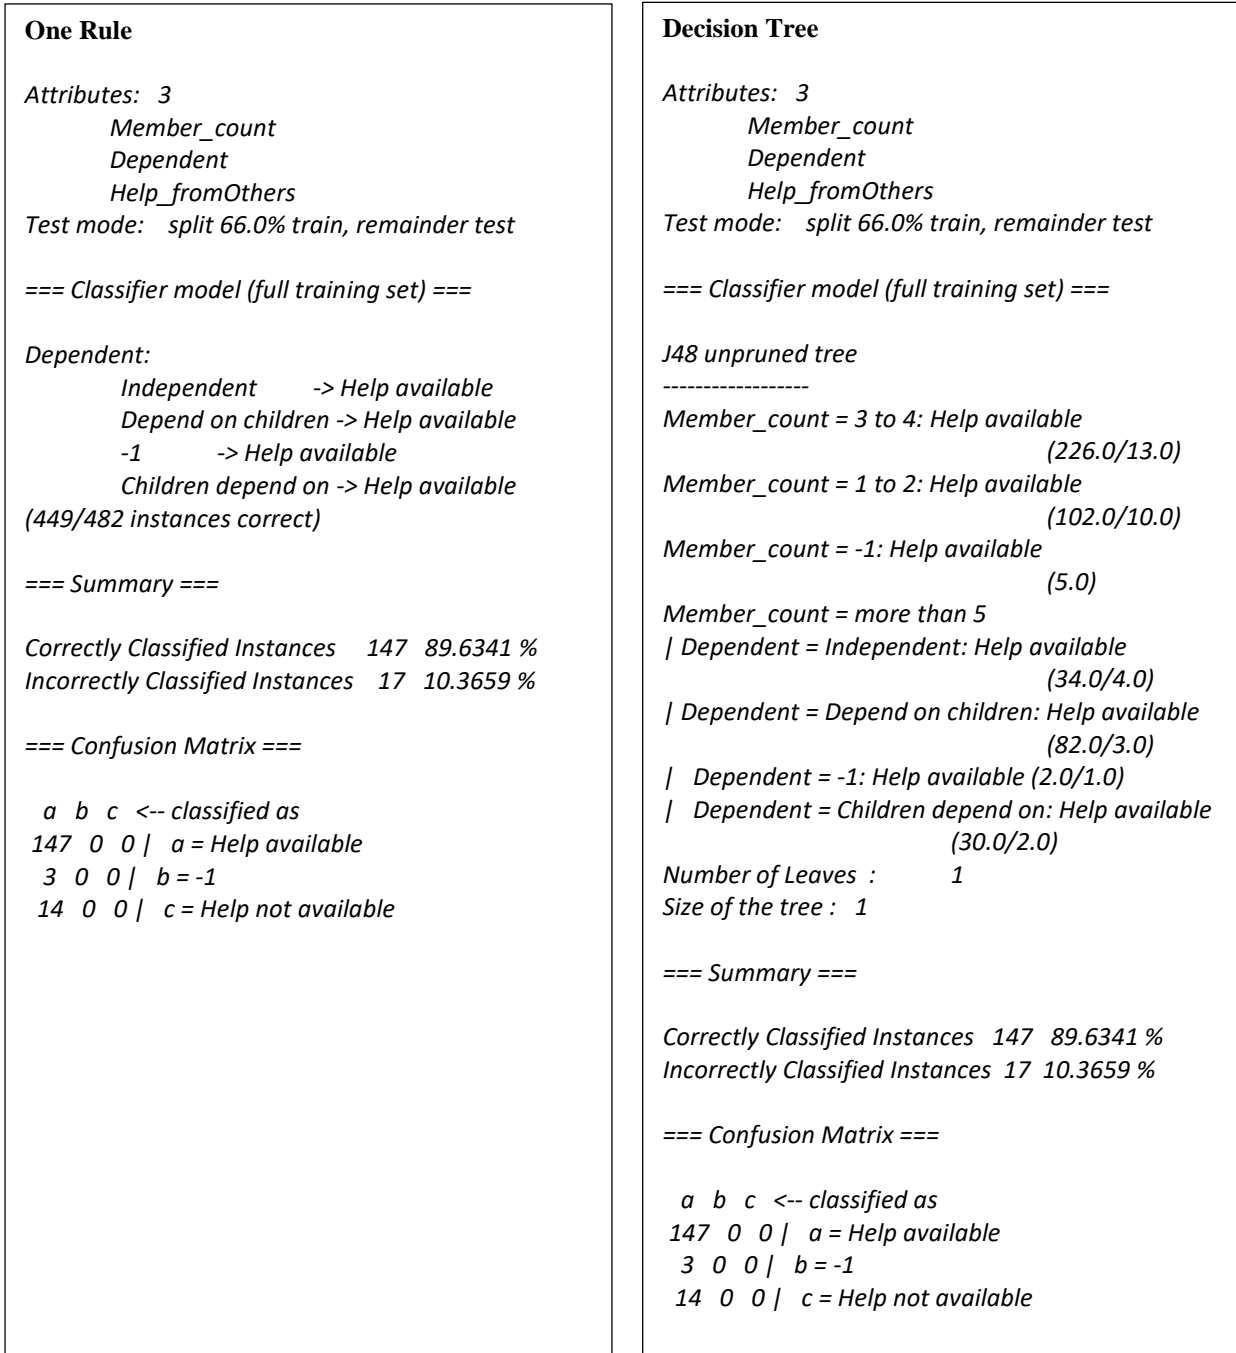 One Rule
Attributes: 3
Member_count
Dependent
Help_fromOthers
Test mode: split 66.0% train, remainder test
=== Classifier model (full training set) ===
Dependent:
Independent -> Help available
Depend on children -> Help available
-1 -> Help available
Children depend on -> Help available
(449/482 instances correct)
=== Summary ===
Correctly Classified Instances 147 89.6341 %
Incorrectly Classified Instances 17 10.3659 %
=== Confusion Matrix ===
a b c <-- classified as
147 0 0 | a = Help available
3 0 0 | b = -1
14 0 0 | c = Help not available
Decision Tree
Attributes: 3
Member_count
Dependent
Help_fromOthers
Test mode: split 66.0% train, remainder test
=== Classifier model (full training set) ===
J48 unpruned tree
------------------
Member_count = 3 to 4: Help available
(226.0/13.0)
Member_count = 1 to 2: Help available
(102.0/10.0)
Member_count = -1: Help available
(5.0)
Member_count = more than 5
| Dependent = Independent: Help available
(34.0/4.0)
| Dependent = Depend on children: Help available
(82.0/3.0)
| Dependent = -1: Help available (2.0/1.0)
| Dependent = Children depend on: Help available
(30.0/2.0)
Number of Leaves : 1
Size of the tree : 1
=== Summary ===
Correctly Classified Instances 147 89.6341 %
Incorrectly Classified Instances 17 10.3659 %
=== Confusion Matrix ===
a b c <-- classified as
147 0 0 | a = Help available
3 0 0 | b = -1
14 0 0 | c = Help not available